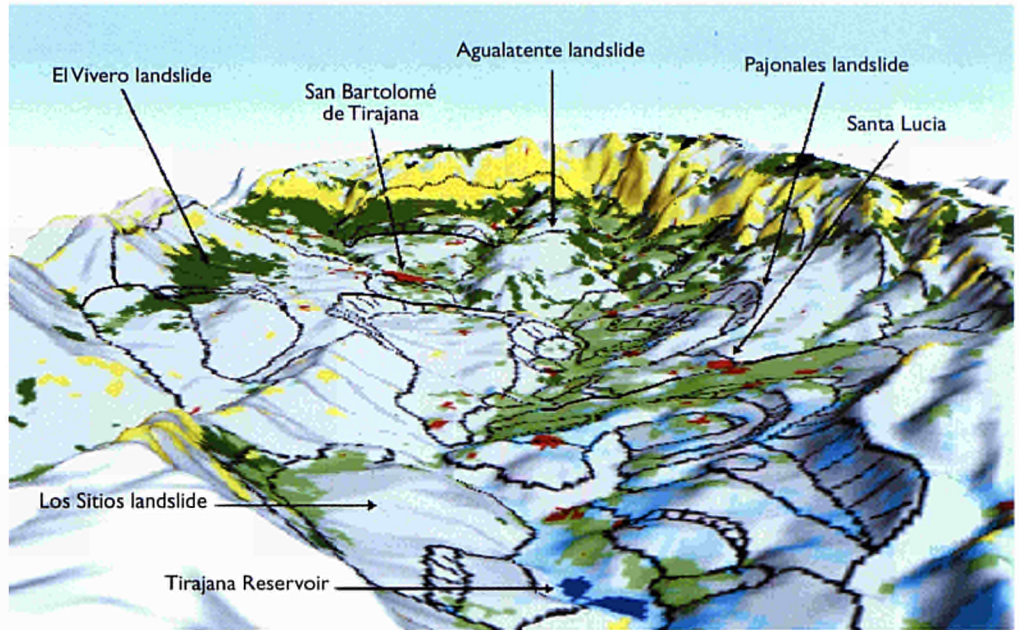 Agualatente landslide
El Vivero landslide
Pajonales landslide
San Bartolomé
de Tirajana
Santa Lucia
Los Sitios landslide
Tirajana Reservoir